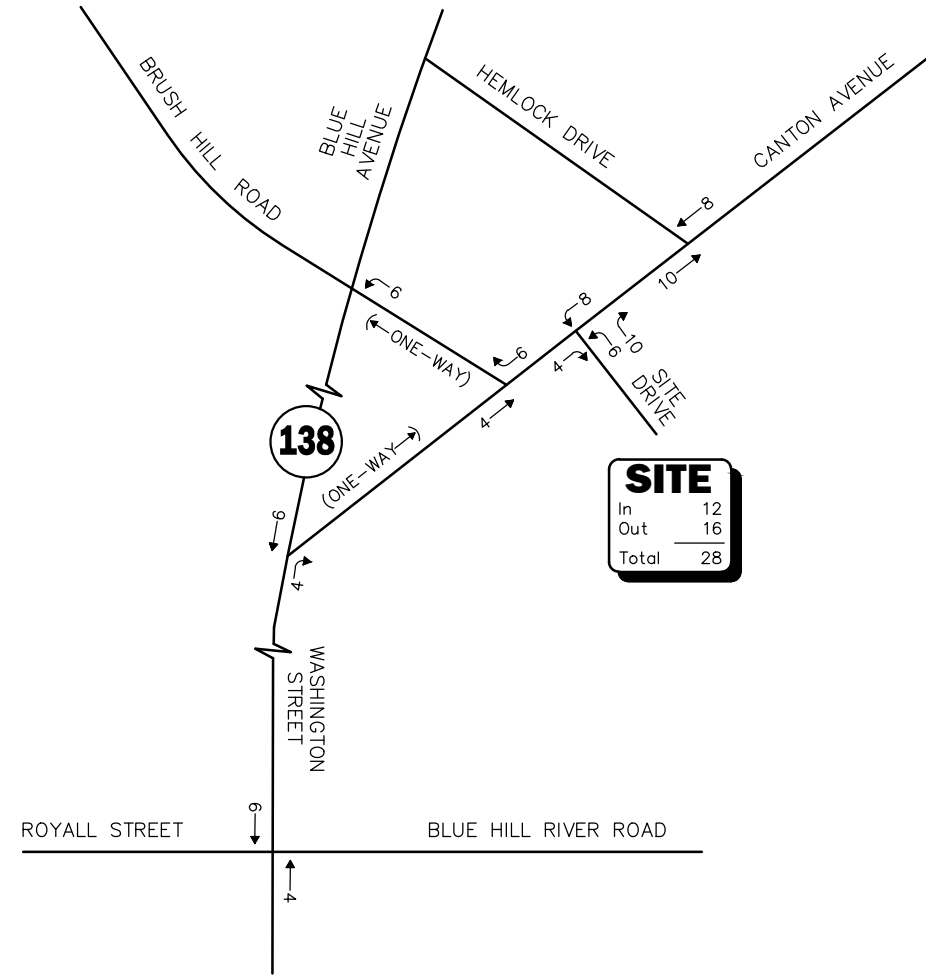 BRUSH HILL ROAD
BLUE
HILL
AVENUE
HEMLOCK DRIVE
CANTON AVENUE
8
10
6
(ONE-WAY)
8
6
10
6
4
4
SITE
DRIVE
138
(ONE-WAY)
SITE
In 12
Out 16
Total 28
6
4
WASHINGTON
STREET
6
ROYALL STREET
BLUE HILL RIVER ROAD
4